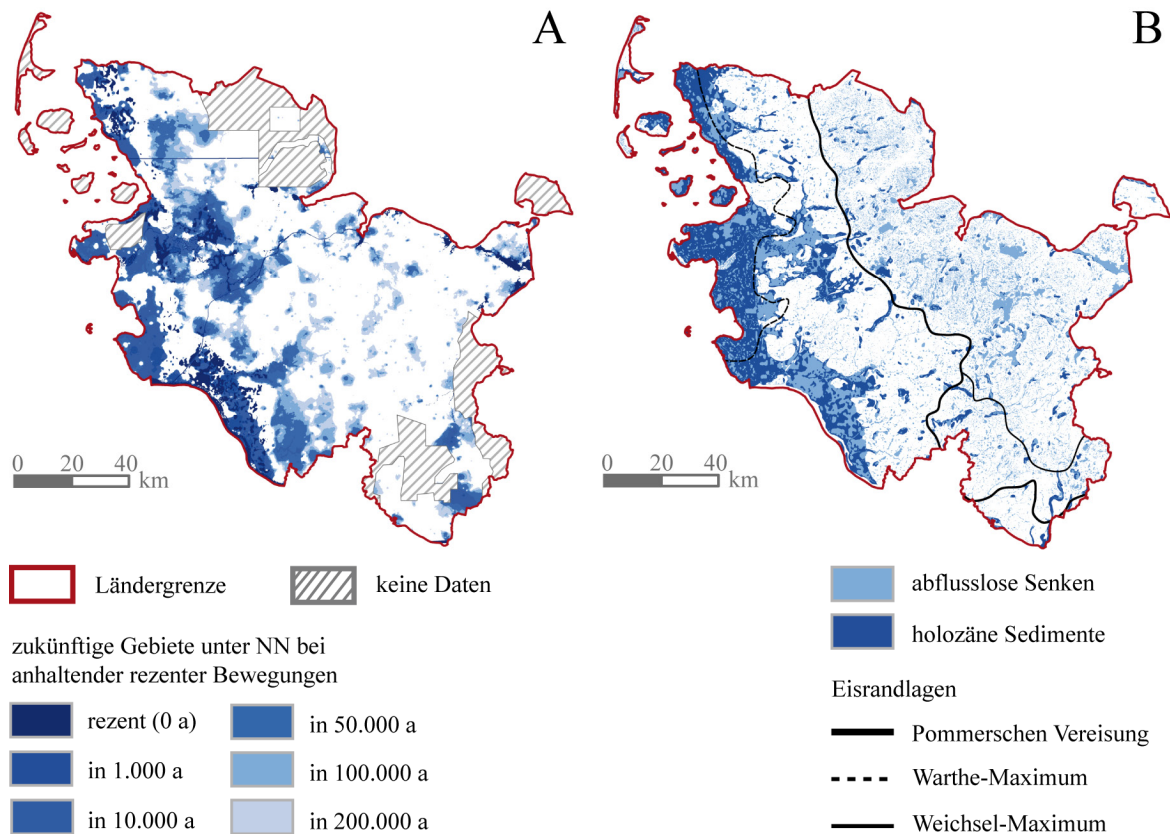 A
B
0 20 40 km
0 20 40 km
Ländergrenze
keine Daten
zukünftige Gebiete unter NN bei
anhaltender rezenter Bewegungen
rezent (0 a)
in 1.000 a
in 10.000 a
in 50.000 a
in 100.000 a
in 200.000 a
abflusslose Senken
holozäne Sedimente
Eisrandlagen
Pommerschen Vereisung
Warthe-Maximum
Weichsel-Maximum